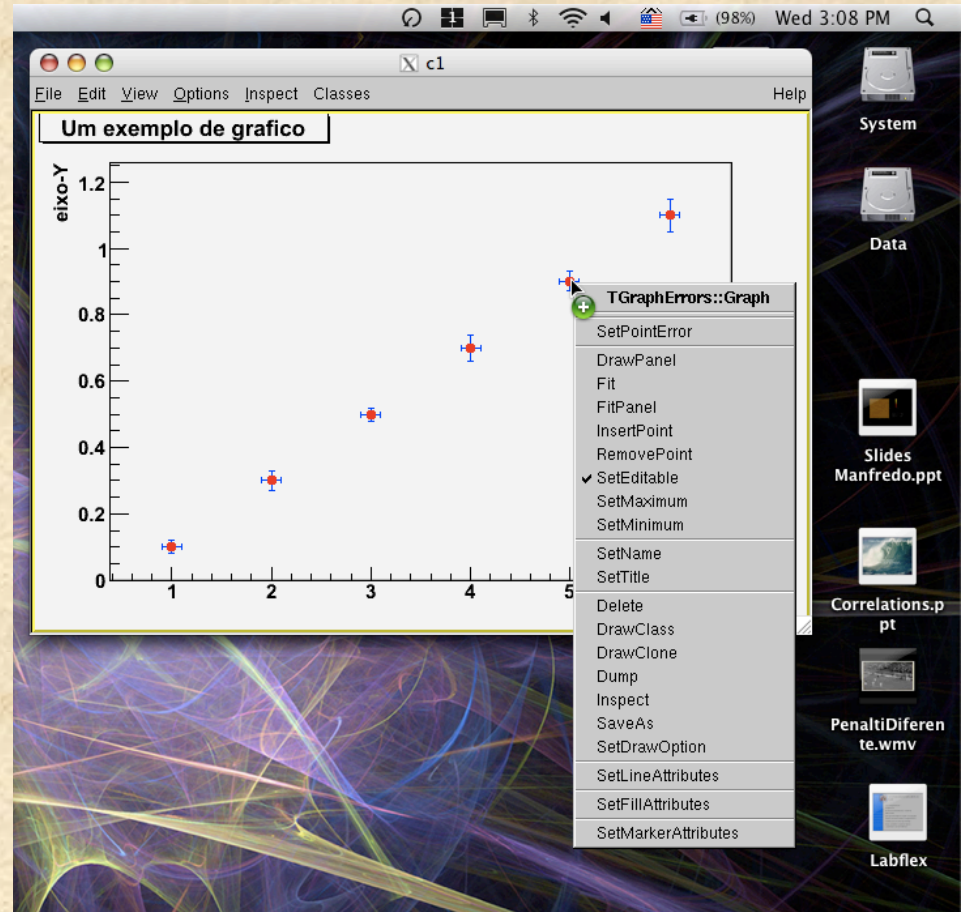 (98%) Wed 3:08 PM
c1
File Edit View Options Inspect Classes Help
Um exemplo de grafico
eixo-Y
1.2
1
0.8
0.6
0.4
0.2
0
1 2 3 4 5
TGraphErrors::Graph
SetPointError
DrawPanel
Fit
FitPanel
InsertPoint
RemovePoint
SetEditable
SetMaximum
SetMinimum
SetName
SetTitle
Delete
DrawClass
DrawClone
Dump
Inspect
SaveAs
SetDrawOption
SetLineAttributes
SetFillAttributes
SetMarkerAttributes
System
Data
Slides
Manfredo.ppt
Correlations.p
pt
PenaltiDiferen
te.wmv
Labflex